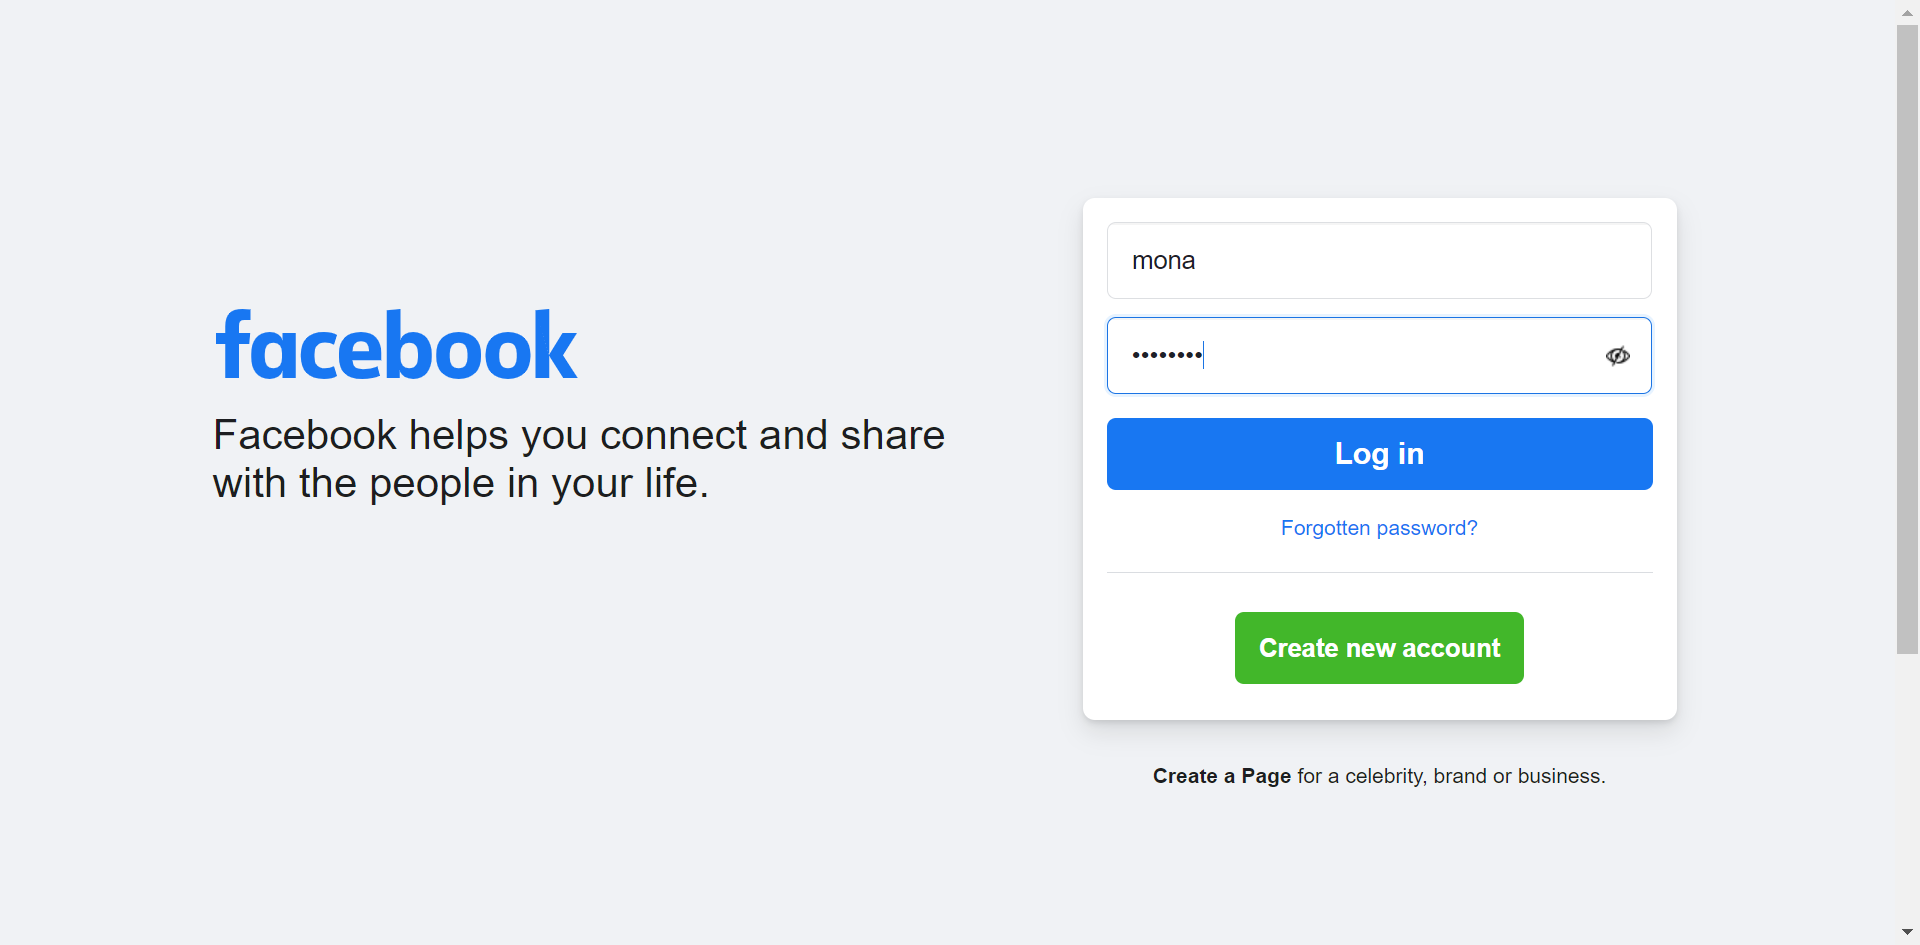 facebook
Facebook helps you connect and share
with the people in your life.
mona
••••••••
Log in
Forgotten password?
Create new account
Create a Page for a celebrity, brand or business.